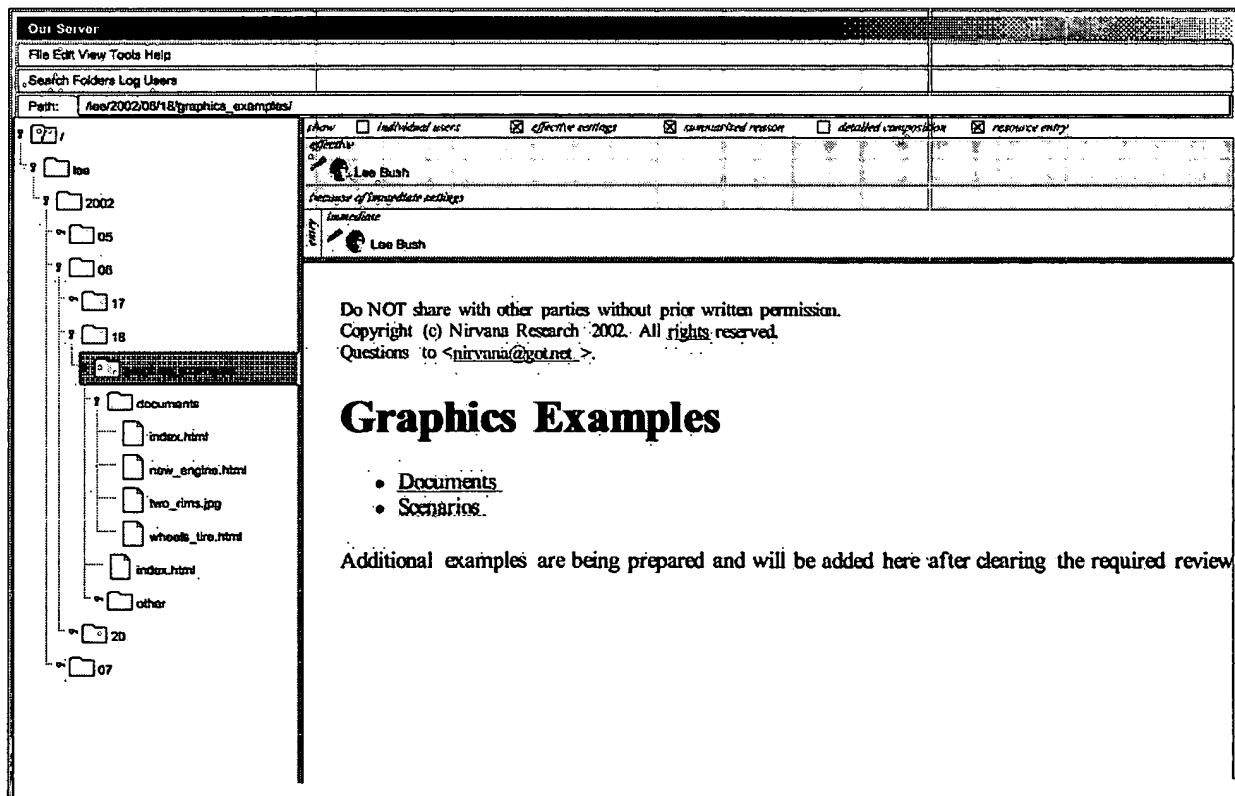 Our Server
File Edit View Tools Help
Search Folders Log Users
Path: /lee/2002/06/18/graphics_examples/
/
lee
2002
05
06
17
18
documents
index.html
new_engine.html
two_rims.jpg
wheels_tire.html
index.html
other
20
07
show individual users effective settings summarized reason detailed composition resource entry
effective
Lee Bush
because of immediate settings
entry
immediate
Lee Bush
Do NOT share with other parties without prior written permission.
Copyright (c) Nirvana Research 2002. All rights reserved.
Questions to <nirvana@got.net >.
Graphics Examples
• Documents
• Scenarios
Additional examples are being prepared and will be added here after clearing the required review